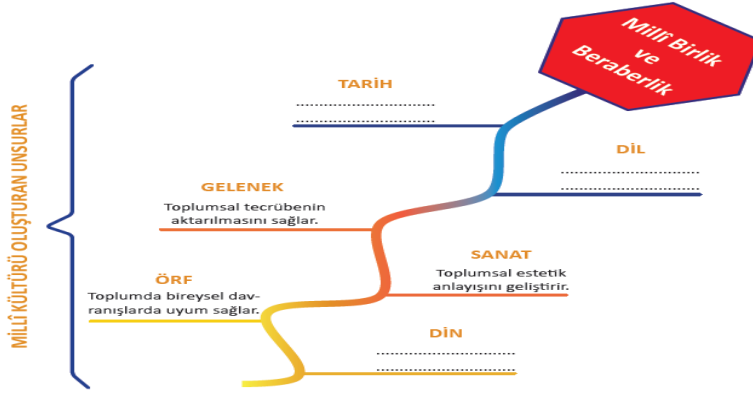 MİLLÎ KÜLTÜRÜ OLUŞTURAN UNSURLAR
Millî Birlik
ve
Beraberlik
TARİH
..............................
..............................
DİL
..............................
..............................
GELENEK
Toplumsal tecrübenin
aktarılmasını sağlar.
SANAT
Toplumsal estetik
anlayışını geliştirir.
ÖRF
Toplumda bireysel dav-
ranışlarda uyum sağlar.
DİN
..............................
..............................